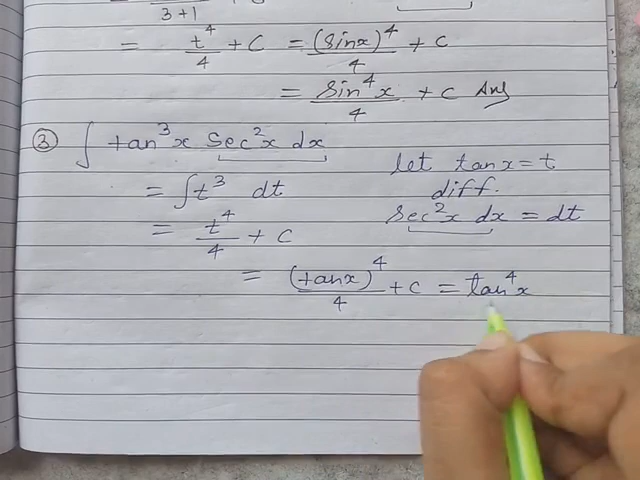 3+1
= t⁴/4 + C = (sinx)⁴/4 + C
= sin⁴x/4 + C Ans
③ ∫ tan³x sec²x dx
let tanx = t
= ∫t³ dt
diff.
sec²x dx = dt
= t⁴/4 + C
= (tanx)⁴/4 + C = tan⁴x